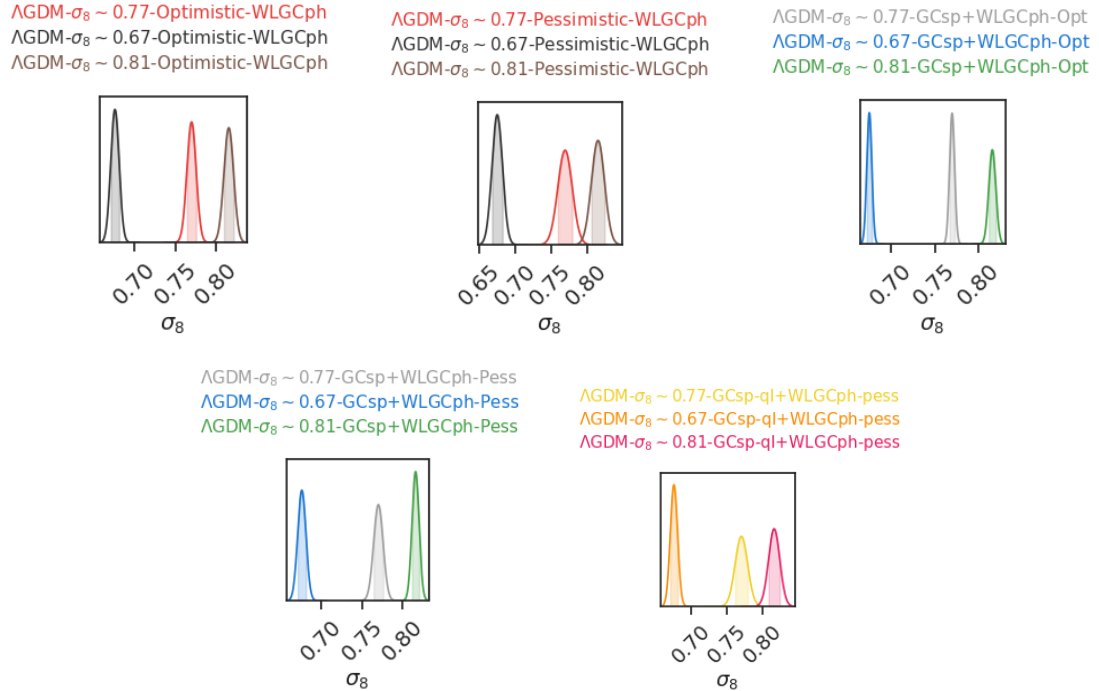 ΛGDM-σ₈ ~ 0.77-Optimistic-WLGCph
ΛGDM-σ₈ ~ 0.67-Optimistic-WLGCph
ΛGDM-σ₈ ~ 0.81-Optimistic-WLGCph
0.70 0.75 0.80
σ₈
ΛGDM-σ₈ ~ 0.77-Pessimistic-WLGCph
ΛGDM-σ₈ ~ 0.67-Pessimistic-WLGCph
ΛGDM-σ₈ ~ 0.81-Pessimistic-WLGCph
0.65 0.70 0.75 0.80
σ₈
ΛGDM-σ₈ ~ 0.77-GCsp+WLGCph-Opt
ΛGDM-σ₈ ~ 0.67-GCsp+WLGCph-Opt
ΛGDM-σ₈ ~ 0.81-GCsp+WLGCph-Opt
0.70 0.75 0.80
σ₈
ΛGDM-σ₈ ~ 0.77-GCsp+WLGCph-Pess
ΛGDM-σ₈ ~ 0.67-GCsp+WLGCph-Pess
ΛGDM-σ₈ ~ 0.81-GCsp+WLGCph-Pess
0.70 0.75 0.80
σ₈
ΛGDM-σ₈ ~ 0.77-GCsp-ql+WLGCph-pess
ΛGDM-σ₈ ~ 0.67-GCsp-ql+WLGCph-pess
ΛGDM-σ₈ ~ 0.81-GCsp-ql+WLGCph-pess
0.70 0.75 0.80
σ₈